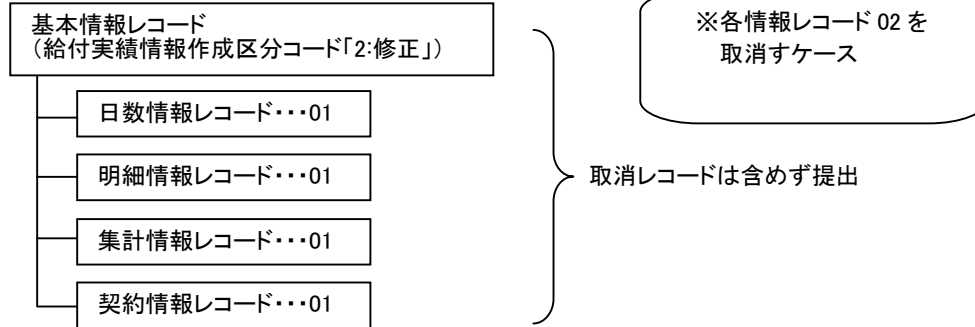 基本情報レコード
（給付実績情報作成区分コード「2:修正」）
※各情報レコード 02 を
取消すケース
日数情報レコード・・・01
明細情報レコード・・・01
取消レコードは含めず提出
集計情報レコード・・・01
契約情報レコード・・・01